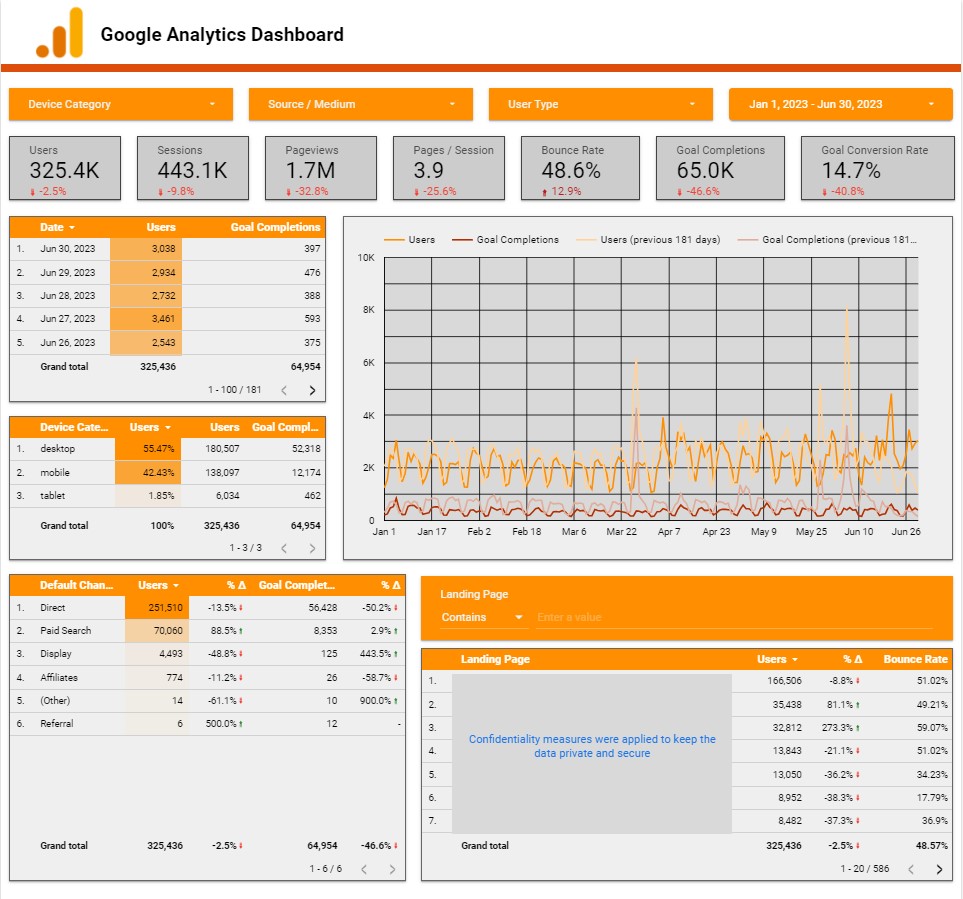 Google Analytics Dashboard
Device Category
Source / Medium
User Type
Jan 1, 2023 - Jun 30, 2023
Users
325.4K
-2.5%
Sessions
443.1K
-9.8%
Pageviews
1.7M
-32.8%
Pages / Session
3.9
-25.6%
Bounce Rate
48.6%
12.9%
Goal Completions
65.0K
-46.6%
Goal Conversion Rate
14.7%
-40.8%
Date Users Goal Completions
1. Jun 30, 2023 3,038 397
2. Jun 29, 2023 2,934 476
3. Jun 28, 2023 2,732 388
4. Jun 27, 2023 3,461 593
5. Jun 26, 2023 2,543 375
Grand total 325,436 64,954
1 - 100 / 181
Users Goal Completions Users (previous 181 days) Goal Completions (previous 181...
10K
8K
6K
4K
2K
0
Jan 1 Jan 17 Feb 2 Feb 18 Mar 6 Mar 22 Apr 7 Apr 23 May 9 May 25 Jun 10 Jun 26
Device Cate... Users Users Goal Compl...
1. desktop 55.47% 180,507 52,318
2. mobile 42.43% 138,097 12,174
3. tablet 1.85% 6,034 462
Grand total 100% 325,436 64,954
1 - 3 / 3
Default Chan... Users % Δ Goal Complet... % Δ
1. Direct 251,510 -13.5% 56,428 -50.2%
2. Paid Search 70,060 88.5% 8,353 2.9%
3. Display 4,493 -48.8% 125 443.5%
4. Affiliates 774 -11.2% 26 -58.7%
5. (Other) 14 -61.1% 10 900.0%
6. Referral 6 500.0% 12 -
Grand total 325,436 -2.5% 64,954 -46.6%
1 - 6 / 6
Landing Page
Contains Enter a value
Landing Page Users % Δ Bounce Rate
1. 166,506 -8.8% 51.02%
2. 35,438 81.1% 49.21%
3. 32,812 273.3% 59.07%
4. 13,843 -21.1% 51.02%
5. 13,050 -36.2% 34.23%
6. 8,952 -38.3% 17.79%
7. 8,482 -37.3% 36.9%
Confidentiality measures were applied to keep the
data private and secure
Grand total 325,436 -2.5% 48.57%
1 - 20 / 586